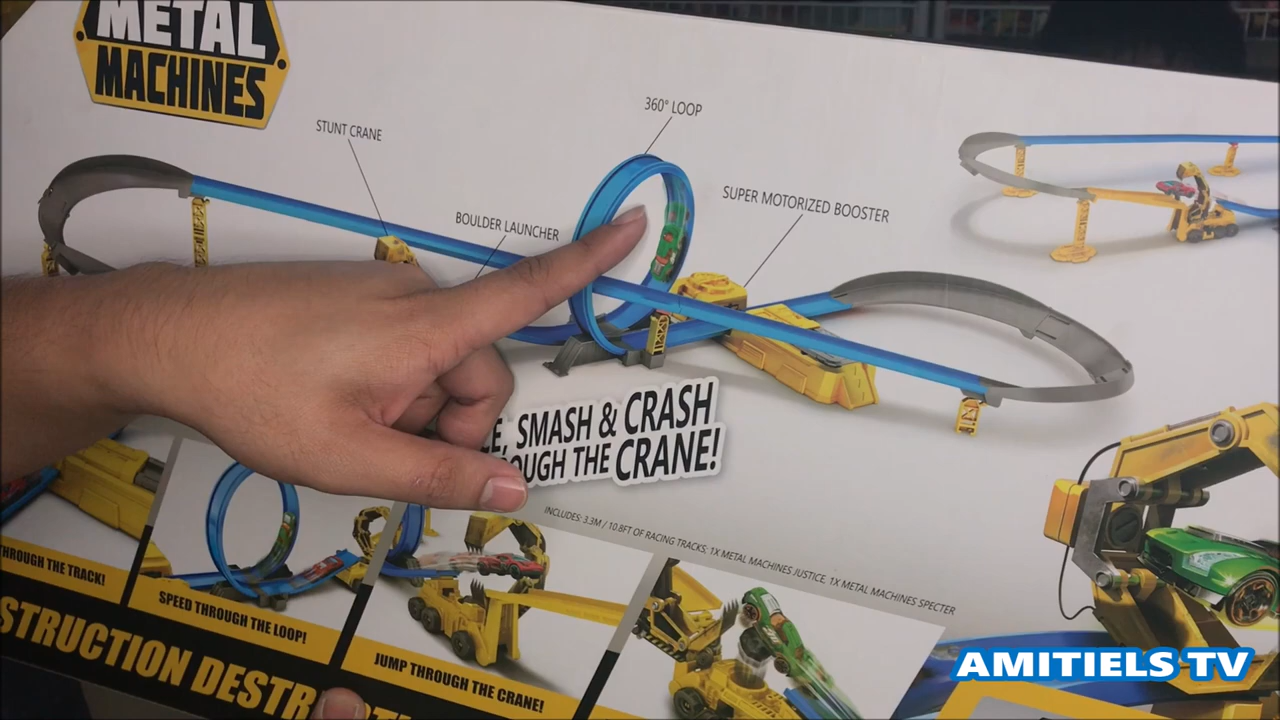 METAL
MACHINES
360° LOOP
STUNT CRANE
SUPER MOTORIZED BOOSTER
BOULDER LAUNCHER
SMASH & CRASH
THE CRANE!
INCLUDES: 3.3M / 10.8FT OF RACING TRACKS, 1X METAL MACHINES JUSTICE, 1X METAL MACHINES SPECTER
THROUGH THE TRACK!
SPEED THROUGH THE LOOP!
JUMP THROUGH THE CRANE!
AMITIELS TV